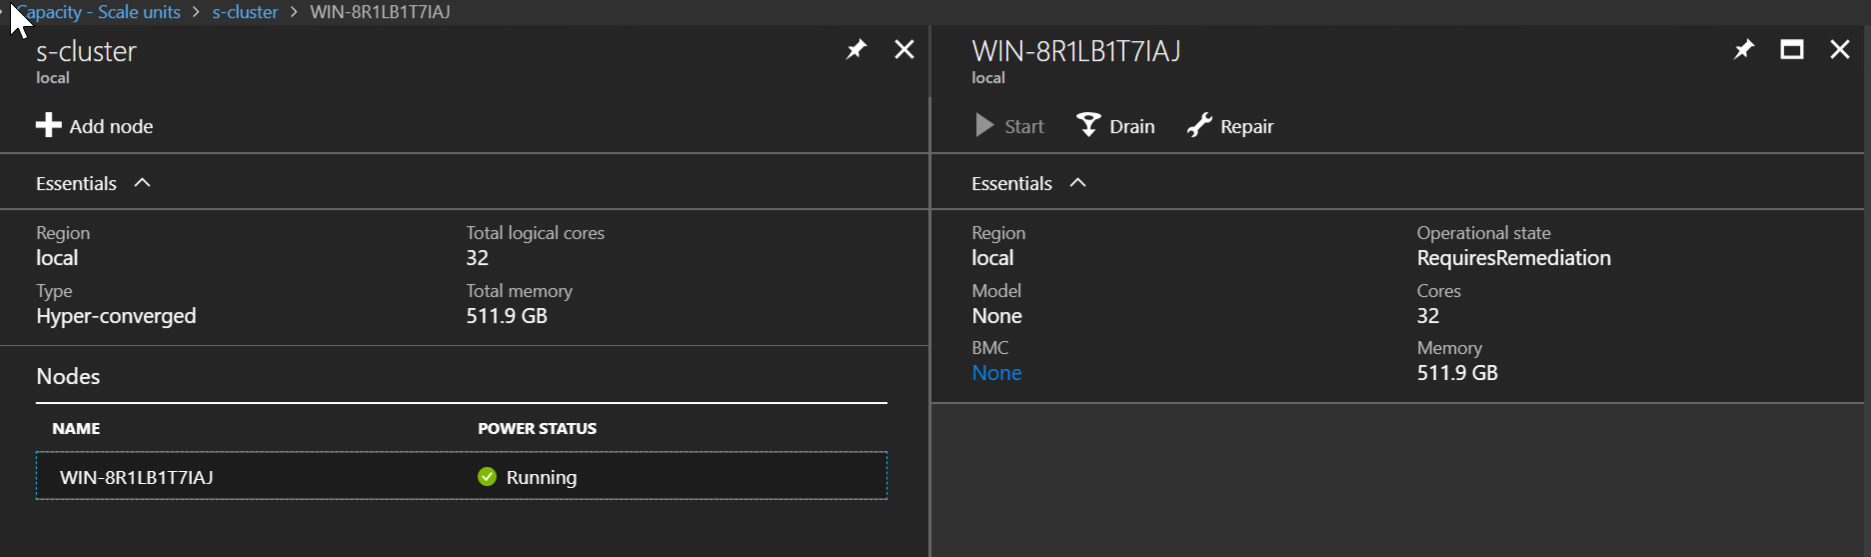 Capacity - Scale units > s-cluster > WIN-8R1LB1T7IAJ
s-cluster
local
Add node
Essentials
Region
local
Total logical cores
32
Type
Hyper-converged
Total memory
511.9 GB
Nodes
NAME POWER STATUS
WIN-8R1LB1T7IAJ Running
WIN-8R1LB1T7IAJ
local
Start Drain Repair
Essentials
Region
local
Operational state
RequiresRemediation
Model
None
Cores
32
BMC
None
Memory
511.9 GB